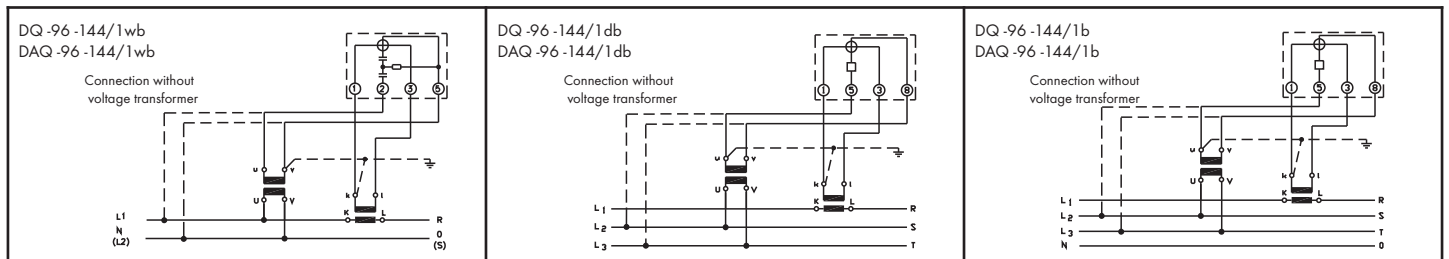 DQ -96 -144/1wb
DAQ -96 -144/1wb
Connection without
voltage transformer
1 2 3 5
u v
k l
U V
K L
L1 R
N O
(L2) (S)
DQ -96 -144/1db
DAQ -96 -144/1db
Connection without
voltage transformer
1 5 3 8
u v
k l
U V
K L
L1 R
L2 S
L3 T
DQ -96 -144/1b
DAQ -96 -144/1b
Connection without
voltage transformer
1 5 3 8
u v
k l
U V
K L
L1 R
L2 S
L3 T
N O